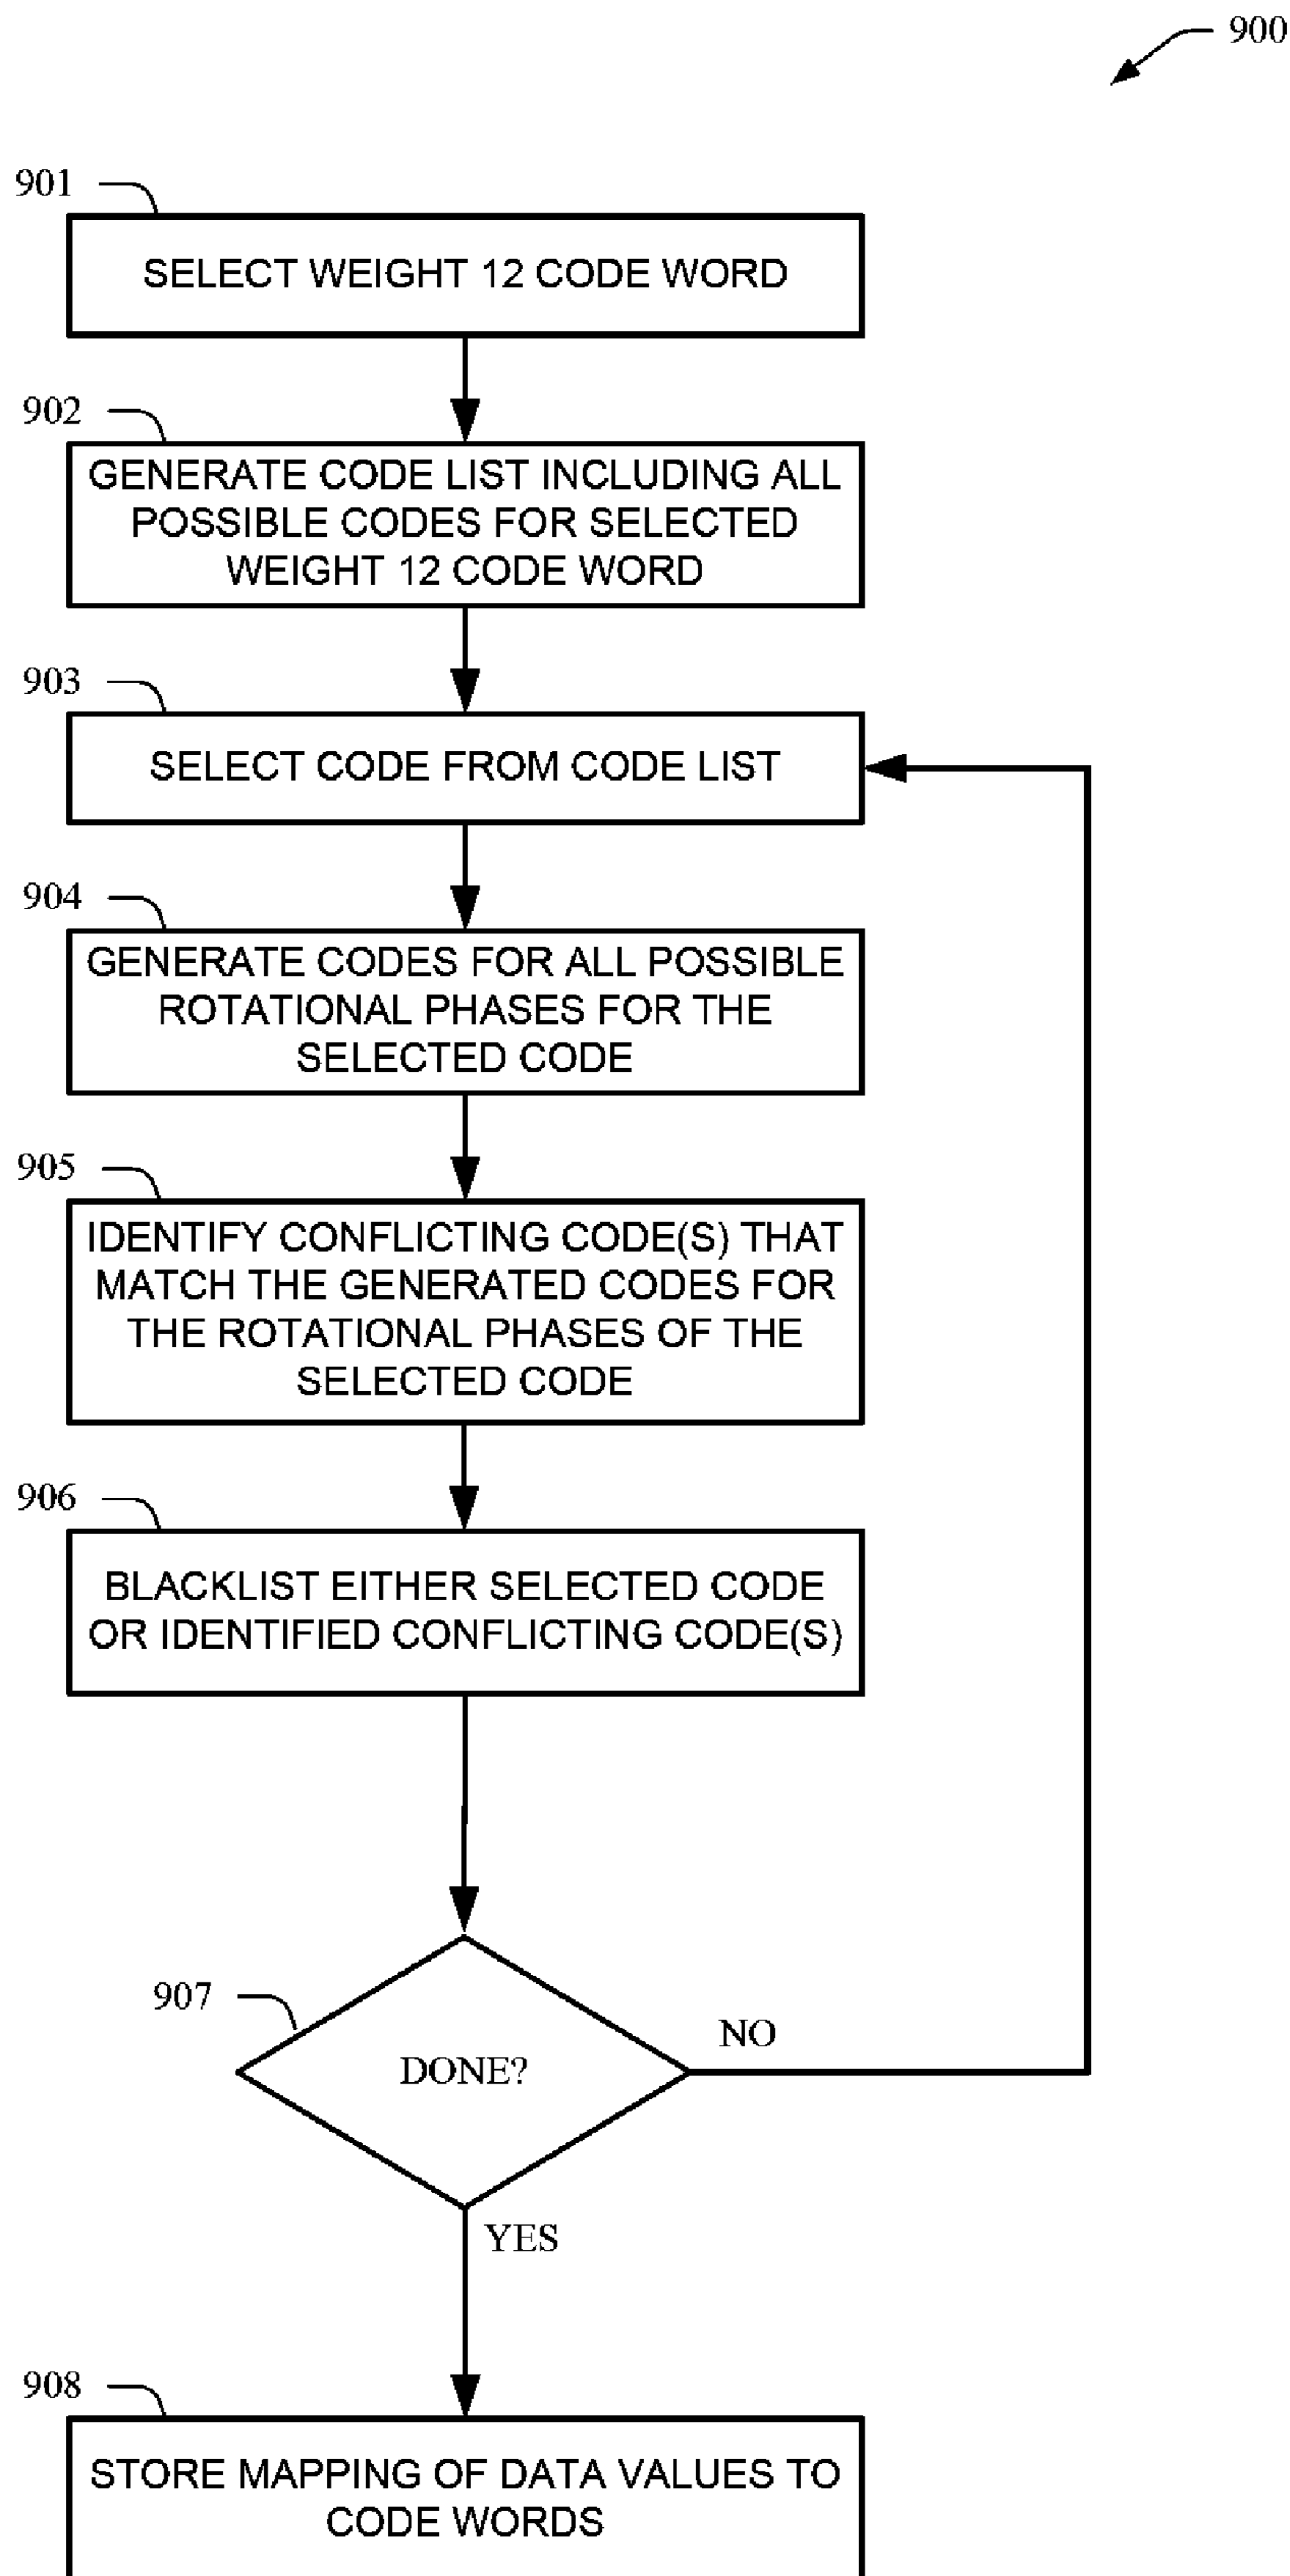 900
901
SELECT WEIGHT 12 CODE WORD
902
GENERATE CODE LIST INCLUDING ALL
POSSIBLE CODES FOR SELECTED
WEIGHT 12 CODE WORD
903
SELECT CODE FROM CODE LIST
904
GENERATE CODES FOR ALL POSSIBLE
ROTATIONAL PHASES FOR THE
SELECTED CODE
905
IDENTIFY CONFLICTING CODE(S) THAT
MATCH THE GENERATED CODES FOR
THE ROTATIONAL PHASES OF THE
SELECTED CODE
906
BLACKLIST EITHER SELECTED CODE
OR IDENTIFIED CONFLICTING CODE(S)
907
DONE?
NO
YES
908
STORE MAPPING OF DATA VALUES TO
CODE WORDS